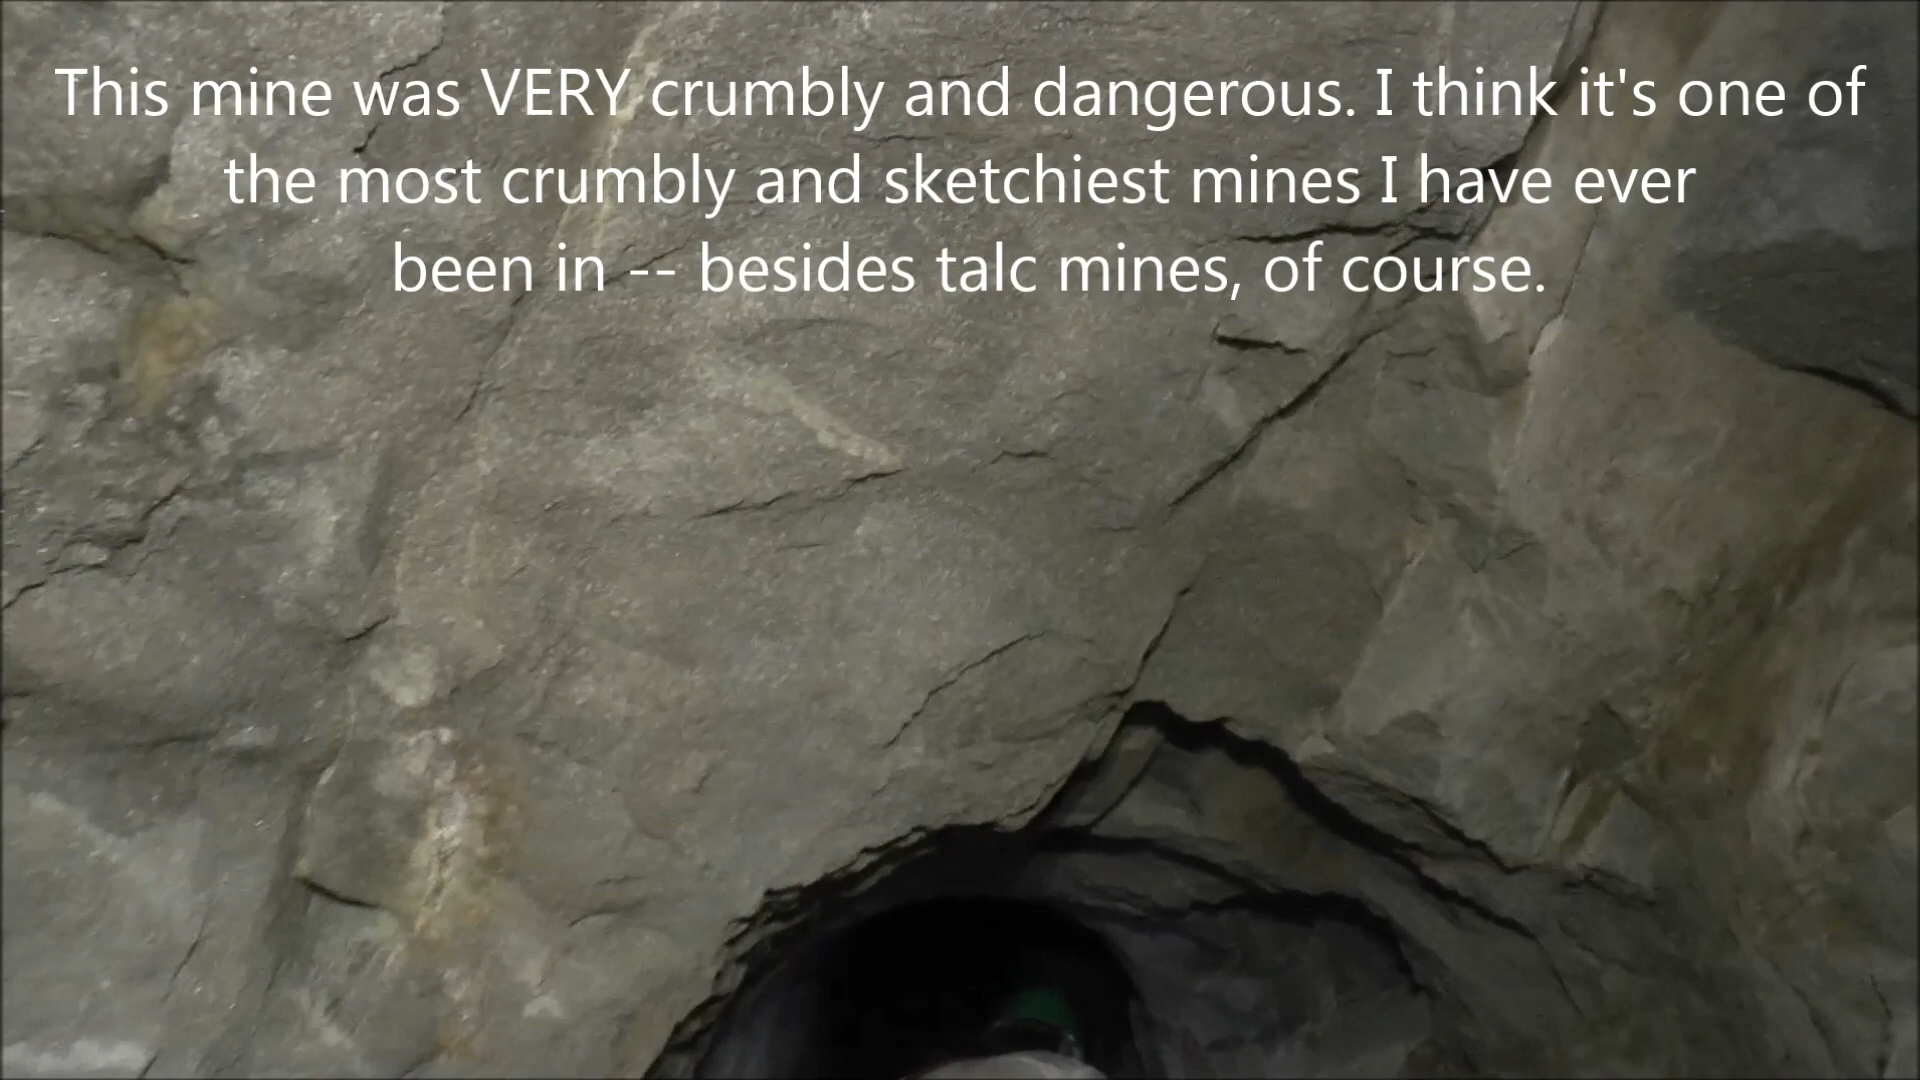 This mine was VERY crumbly and dangerous. I think it's one of
the most crumbly and sketchiest mines I have ever
been in -- besides talc mines, of course.